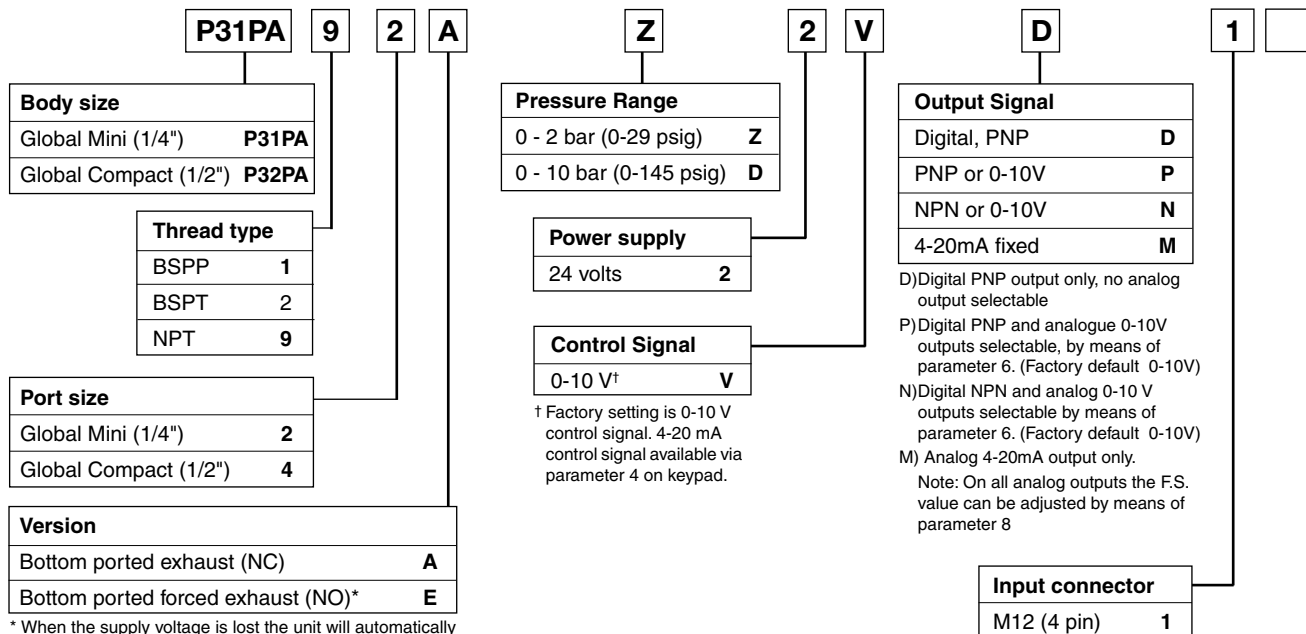 P31PA 9 2 A Z 2 V D 1
Body size
Global Mini (1/4") P31PA
Global Compact (1/2") P32PA
Thread type
BSPP 1
BSPT 2
NPT 9
Port size
Global Mini (1/4") 2
Global Compact (1/2") 4
Version
Bottom ported exhaust (NC) A
Bottom ported forced exhaust (NO)* E
* When the supply voltage is lost the unit will automatically
Pressure Range
0 - 2 bar (0-29 psig) Z
0 - 10 bar (0-145 psig) D
Power supply
24 volts 2
Control Signal
0-10 V† V
† Factory setting is 0-10 V
control signal. 4-20 mA
control signal available via
parameter 4 on keypad.
Output Signal
Digital, PNP D
PNP or 0-10V P
NPN or 0-10V N
4-20mA fixed M
D)Digital PNP output only, no analog
output selectable
P)Digital PNP and analogue 0-10V
outputs selectable, by means of
parameter 6. (Factory default 0-10V)
N)Digital NPN and analog 0-10 V
outputs selectable by means of
parameter 6. (Factory default 0-10V)
M) Analog 4-20mA output only.
Note: On all analog outputs the F.S.
value can be adjusted by means of
parameter 8
Input connector
M12 (4 pin) 1